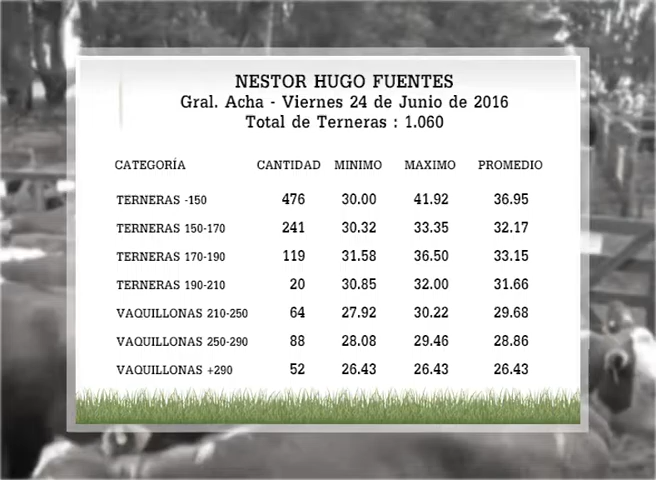 NESTOR HUGO FUENTES
Gral. Acha - Viernes 24 de Junio de 2016
Total de Terneras : 1.060
CATEGORÍA CANTIDAD MINIMO MAXIMO PROMEDIO
TERNERAS -150 476 30.00 41.92 36.95
TERNERAS 150-170 241 30.32 33.35 32.17
TERNERAS 170-190 119 31.58 36.50 33.15
TERNERAS 190-210 20 30.85 32.00 31.66
VAQUILLONAS 210-250 64 27.92 30.22 29.68
VAQUILLONAS 250-290 88 28.08 29.46 28.86
VAQUILLONAS +290 52 26.43 26.43 26.43